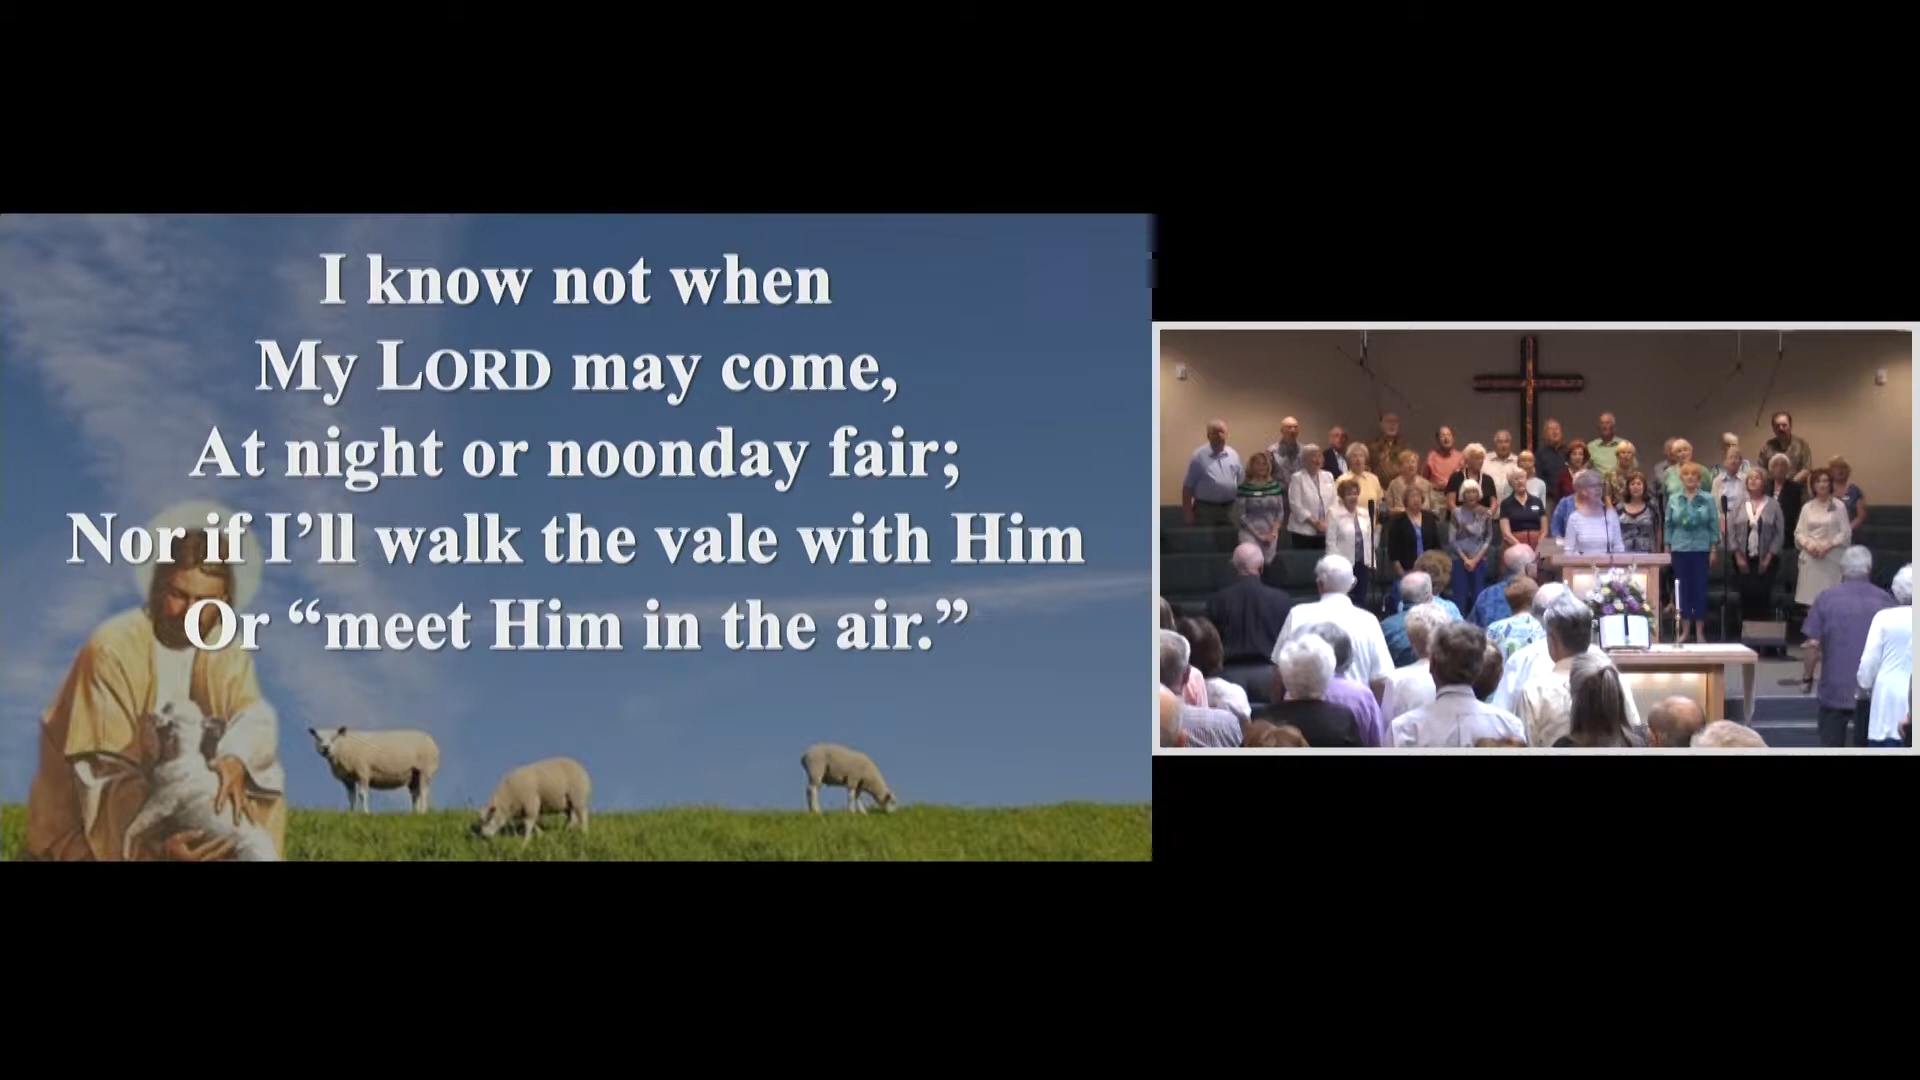 I know not when
My LORD may come,
At night or noonday fair;
Nor if I’ll walk the vale with Him
Or “meet Him in the air.”